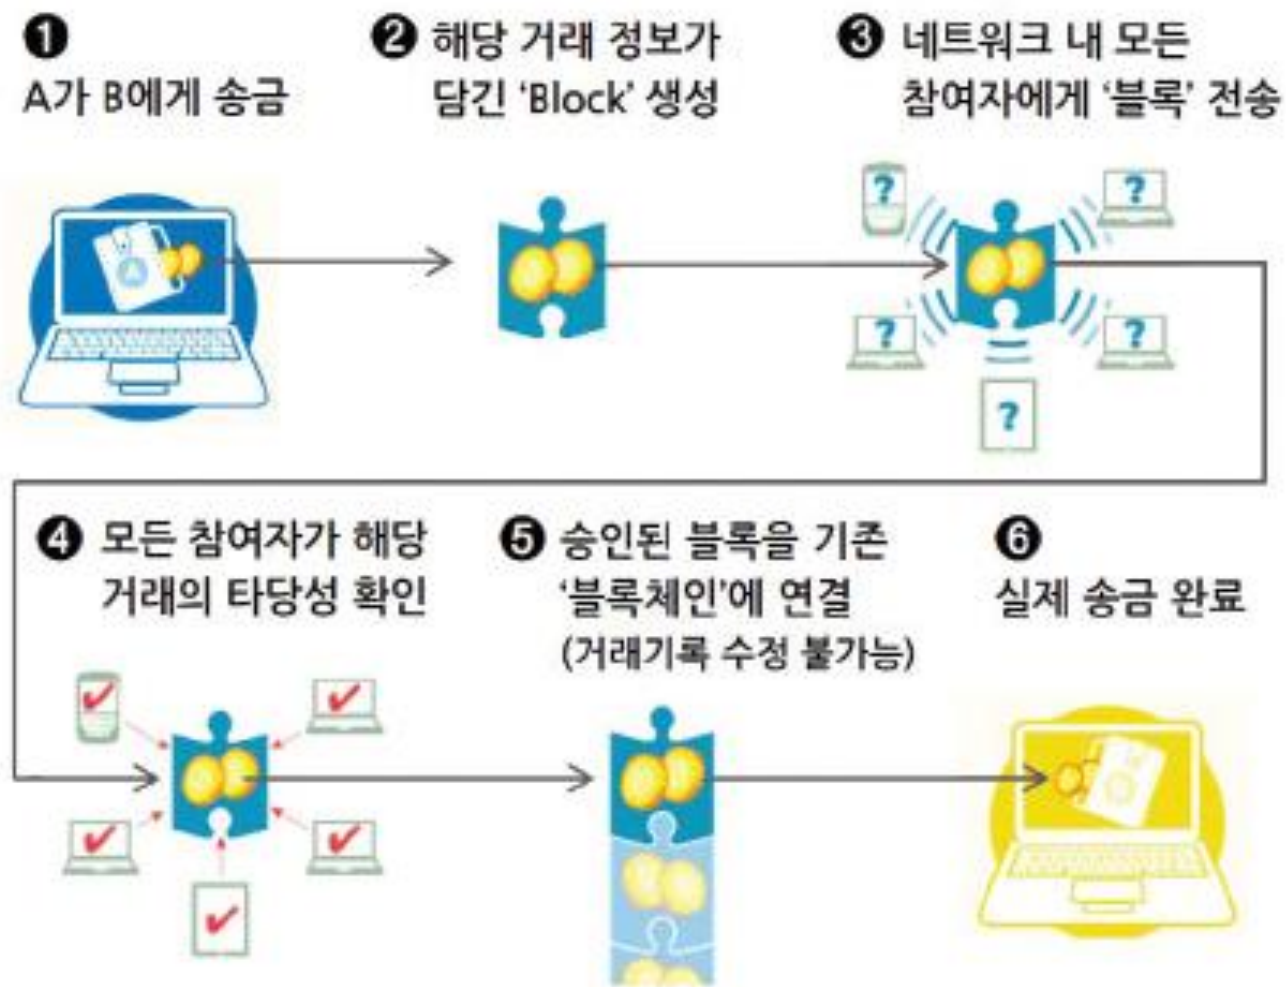 ❶
A가 B에게 송금
❷ 해당 거래 정보가
담긴 ‘Block’ 생성
❸ 네트워크 내 모든
참여자에게 ‘블록’ 전송
?
?
?
?
?
❹ 모든 참여자가 해당
거래의 타당성 확인
❺ 승인된 블록을 기존
‘블록체인’에 연결
(거래기록 수정 불가능)
❻
실제 송금 완료